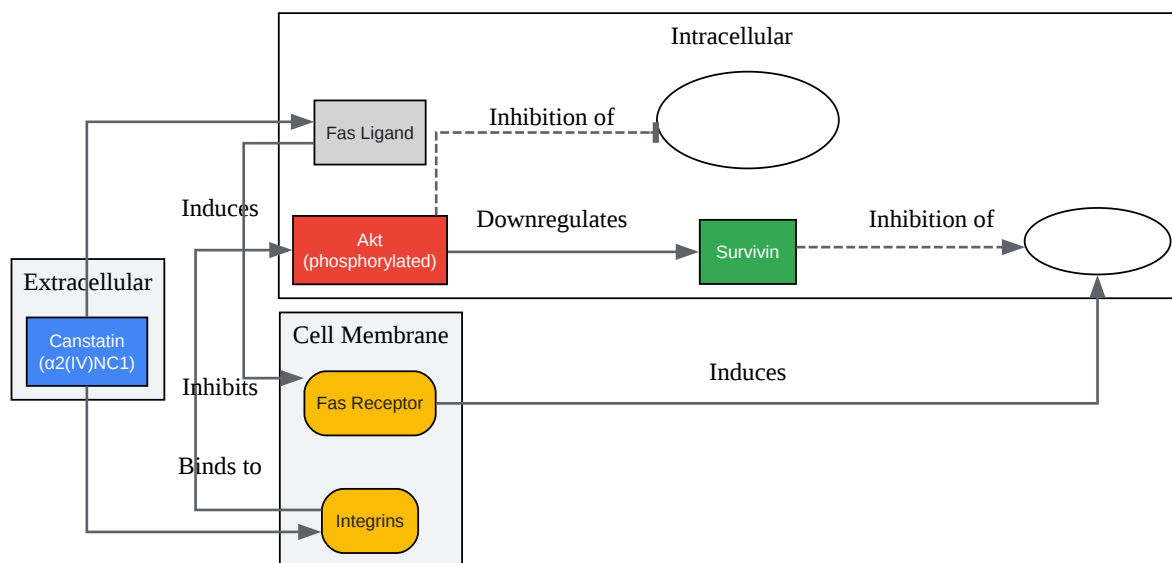 Intracellular
Inhibition of
Fas Ligand
Induces
Downregulates
Inhibition of
Akt
(phosphorylated)
Survivin
Extracellular
Canstatin
(α2(IV)NC1)
Cell Membrane
Inhibits
Fas Receptor
Induces
Binds to
Integrins